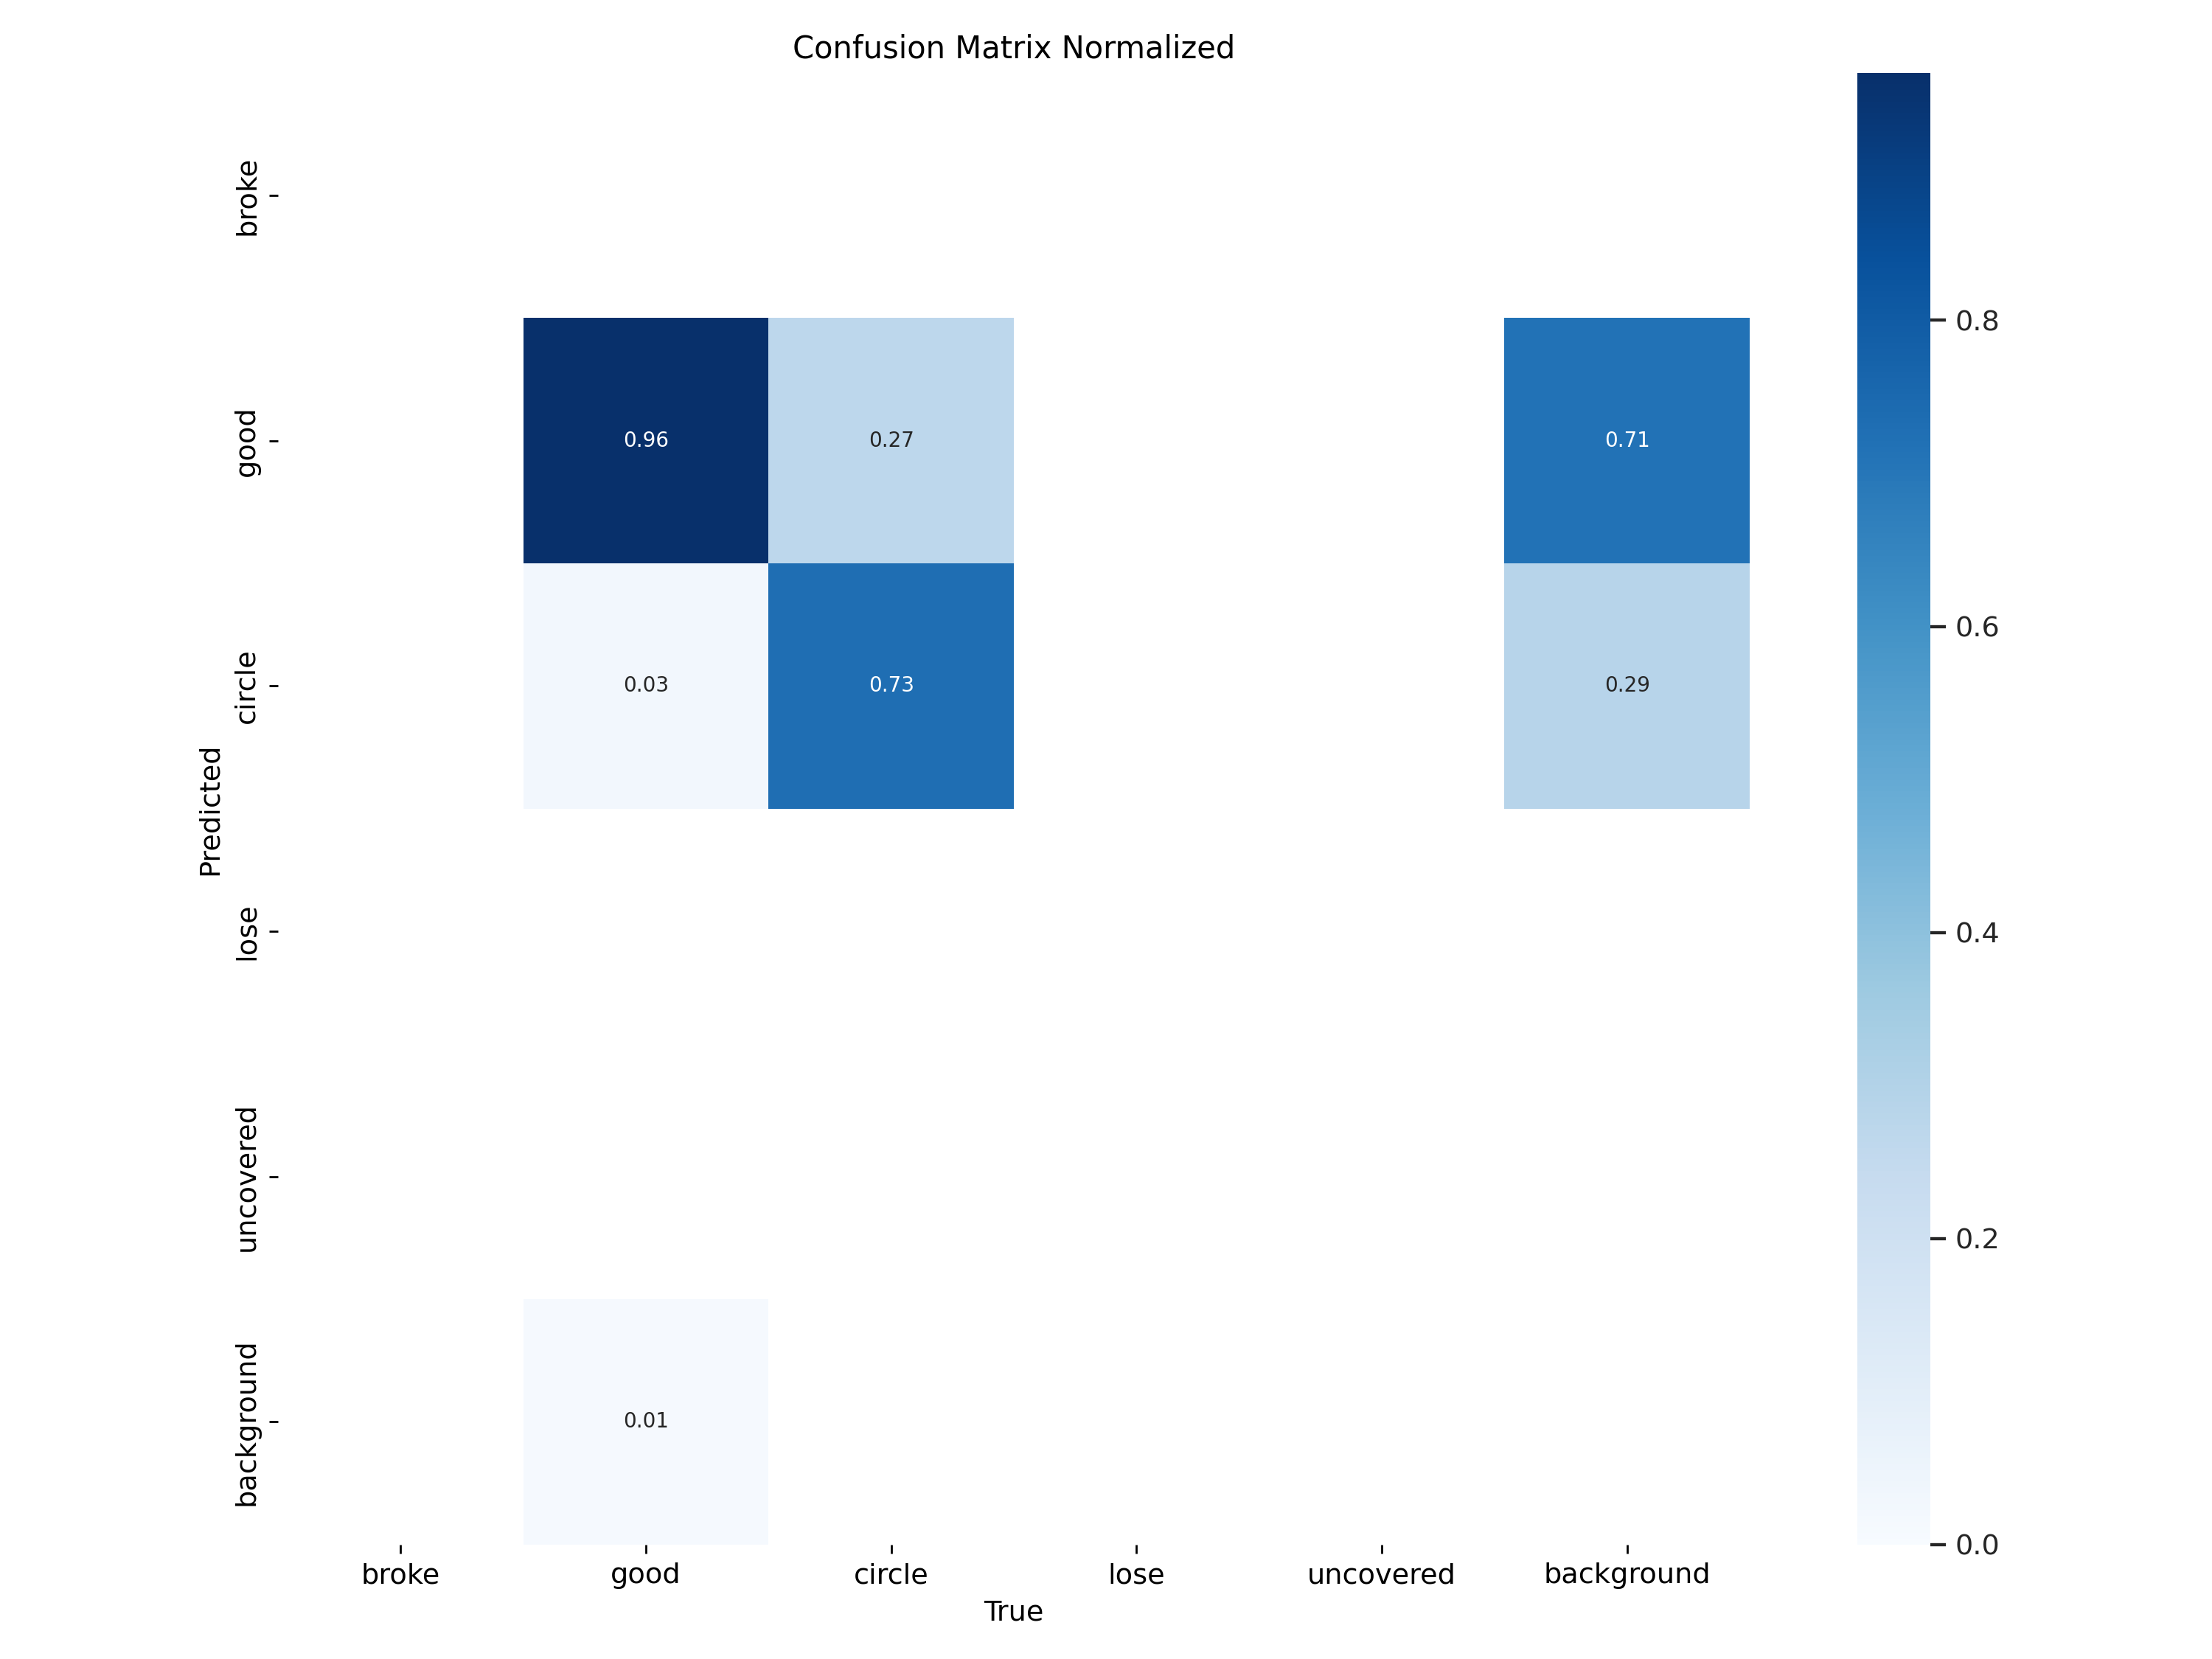 Confusion Matrix Normalized
broke
good
circle
lose
uncovered
background
Predicted
0.96 0.27 0.71
0.03 0.73 0.29
0.01
broke good circle lose uncovered background
True
0.8
0.6
0.4
0.2
0.0